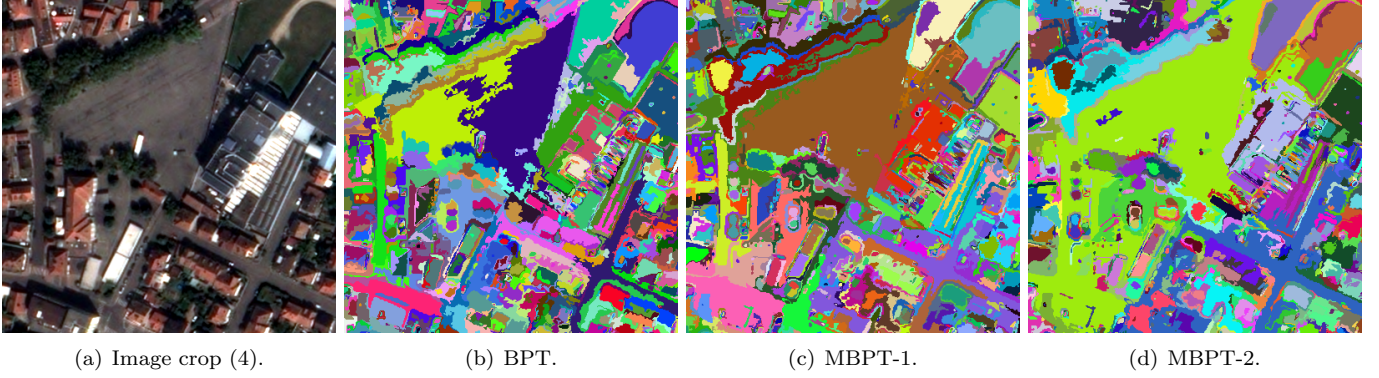 (a) Image crop (4).
(b) BPT.
(c) MBPT-1.
(d) MBPT-2.